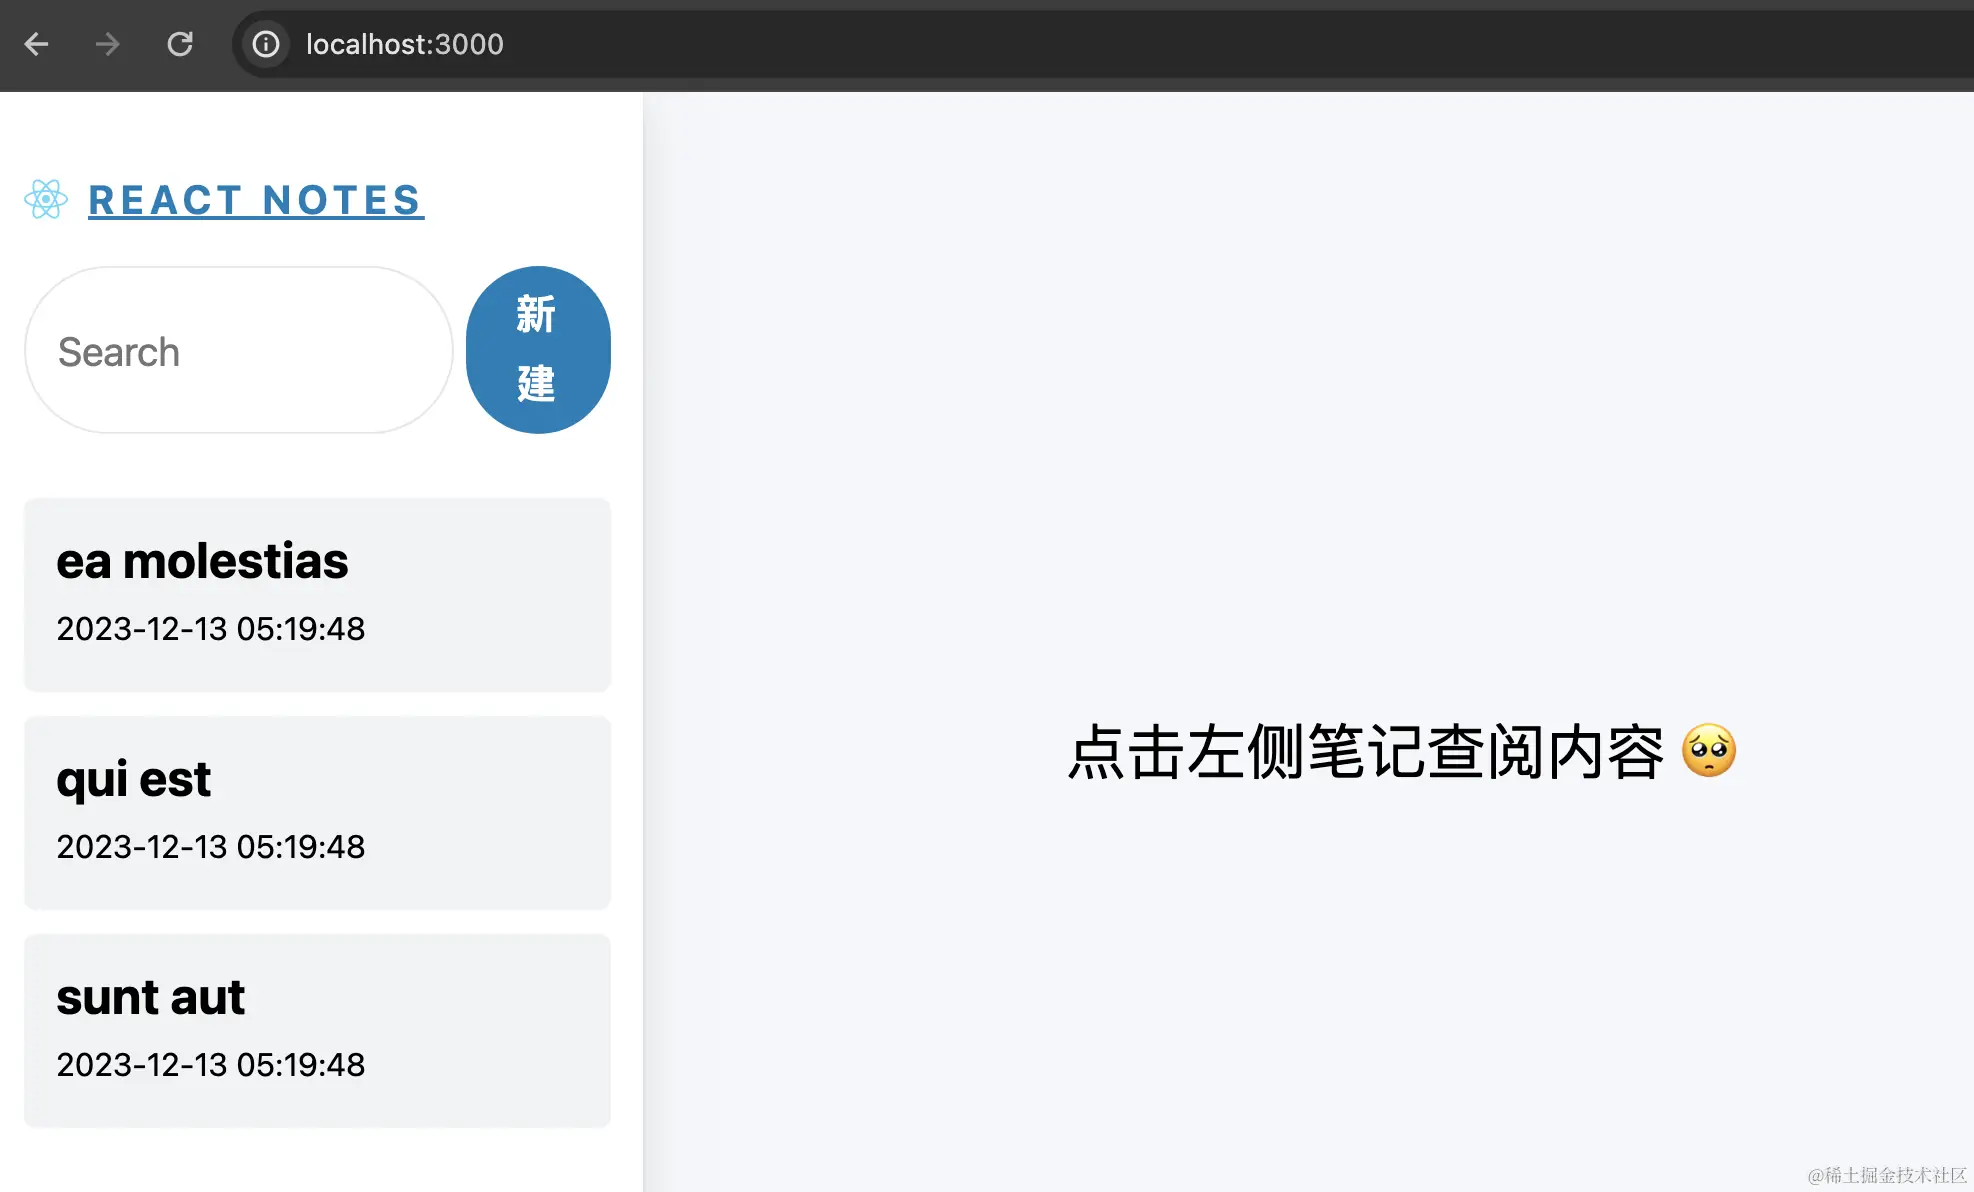 localhost:3000
REACT NOTES
Search
新
建
ea molestias
2023-12-13 05:19:48
qui est
2023-12-13 05:19:48
sunt aut
2023-12-13 05:19:48
点击左侧笔记查阅内容 🥺
@稀土掘金技术社区